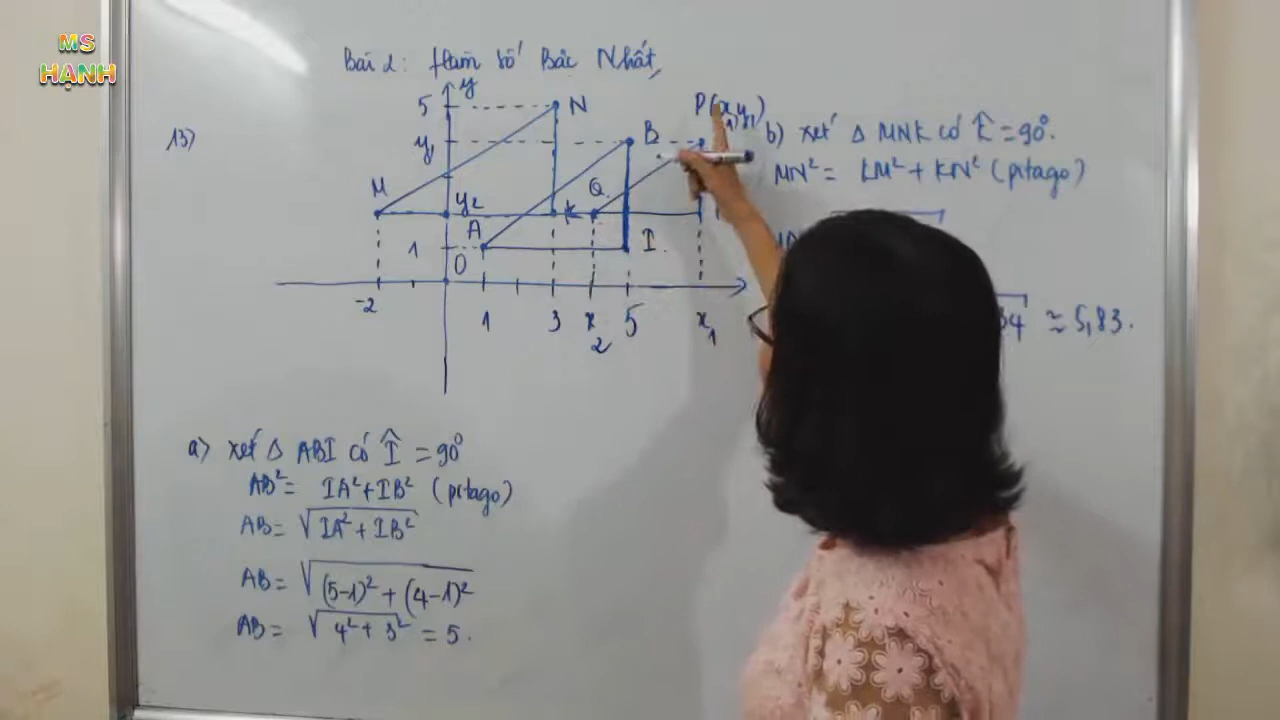 MS
HẠNH
Bài 2: Hàm số Bậc Nhất
13)
y
5
N
P(x₁,y₁)
y₁
B
M
y₂
K
Q
A
1
I
O
-2
1
3
x₂
5
x₁
b) xét Δ MNK có K̂ = 90°.
MN² = KM² + KN² (pitago)
34 ≈ 5,83.
a) xét Δ ABI có Î = 90°
AB² = IA² + IB² (pitago)
AB = √IA² + IB²
AB = √(5-1)² + (4-1)²
AB = √4² + 3² = 5.